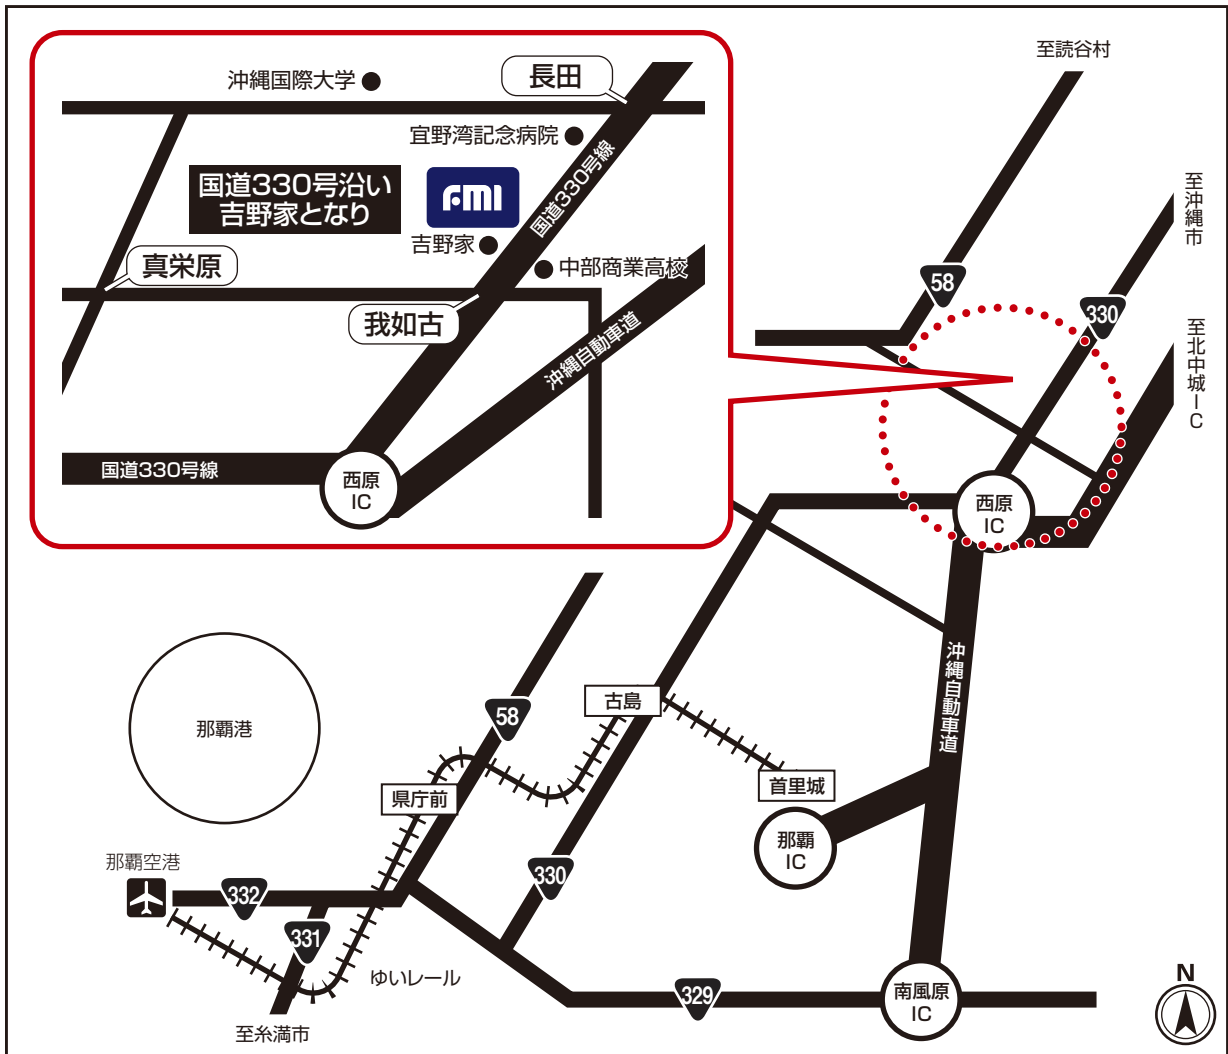 沖縄国際大学
長田
宜野湾記念病院
国道330号沿い
吉野家となり
FMI
国道330号線
吉野家
真栄原
中部商業高校
我如古
沖縄自動車道
国道330号線
西原
IC
至読谷村
至沖縄市
58
330
至北中城IC
西原
IC
沖縄自動車道
古島
58
那覇港
県庁前
首里城
那覇
IC
那覇空港
332
330
331
ゆいレール
329
南風原
IC
N
至糸満市